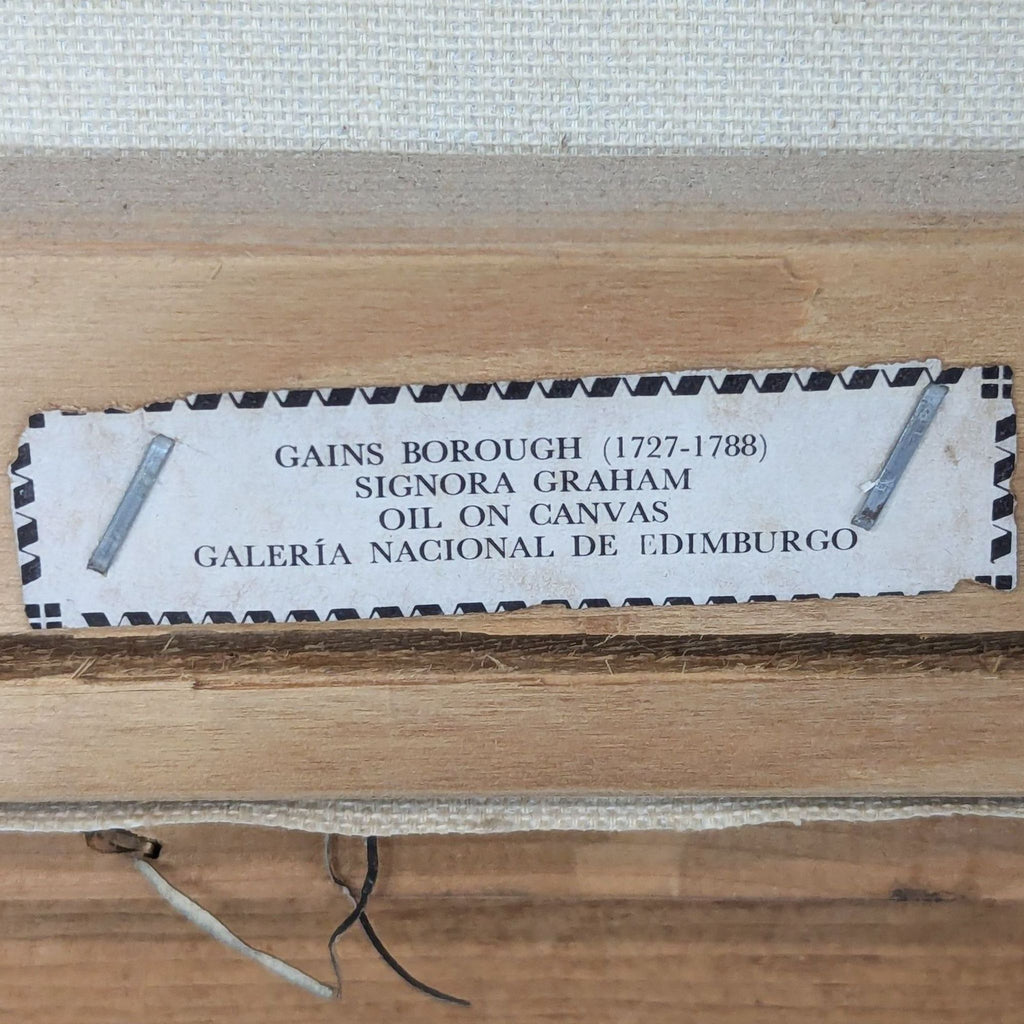 GAINS BOROUGH (1727-1788)
SIGNORA GRAHAM
OIL ON CANVAS
GALERÍA NACIONAL DE EDIMBURGO